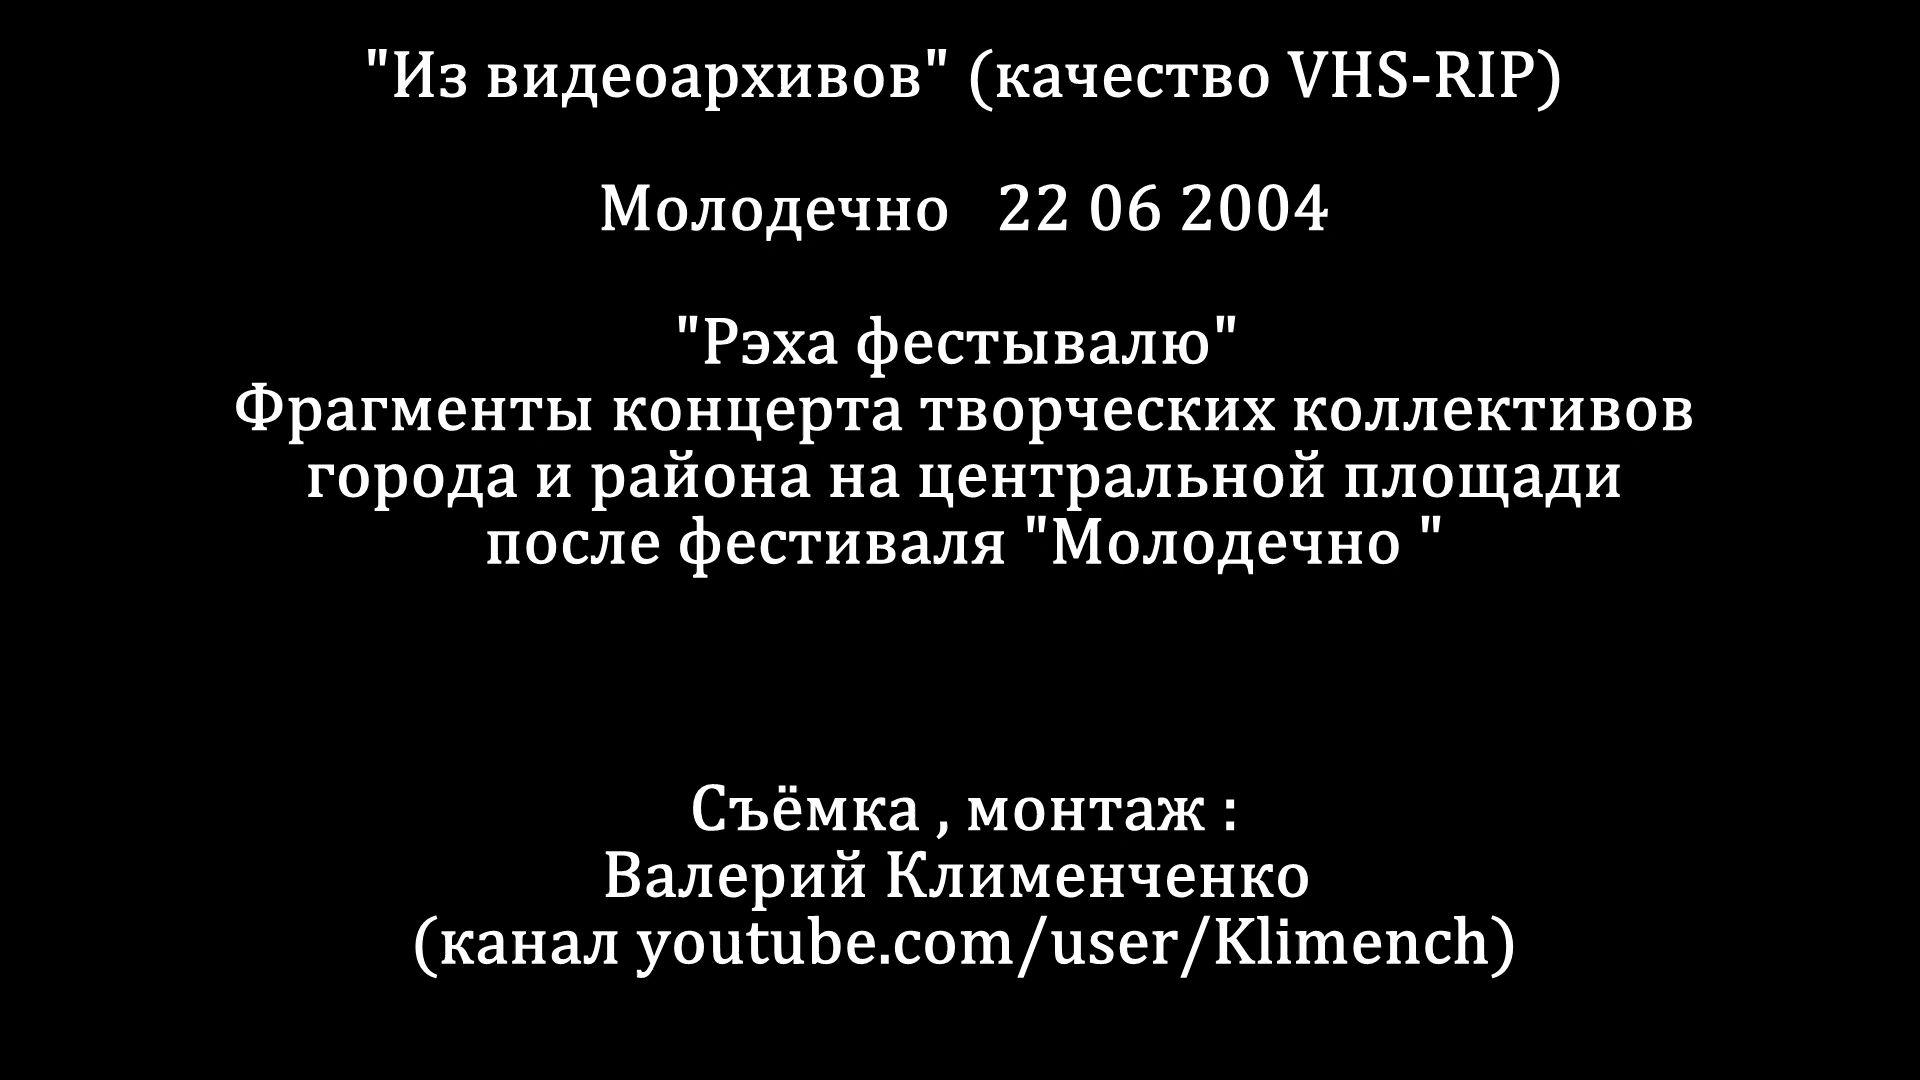 "Из видеоархивов" (качество VHS-RIP)
Молодечно 22 06 2004
"Рэха фестывалю"
Фрагменты концерта творческих коллективов
города и района на центральной площади
после фестиваля "Молодечно "
Съёмка , монтаж :
Валерий Клименченко
(канал youtube.com/user/Klimench)